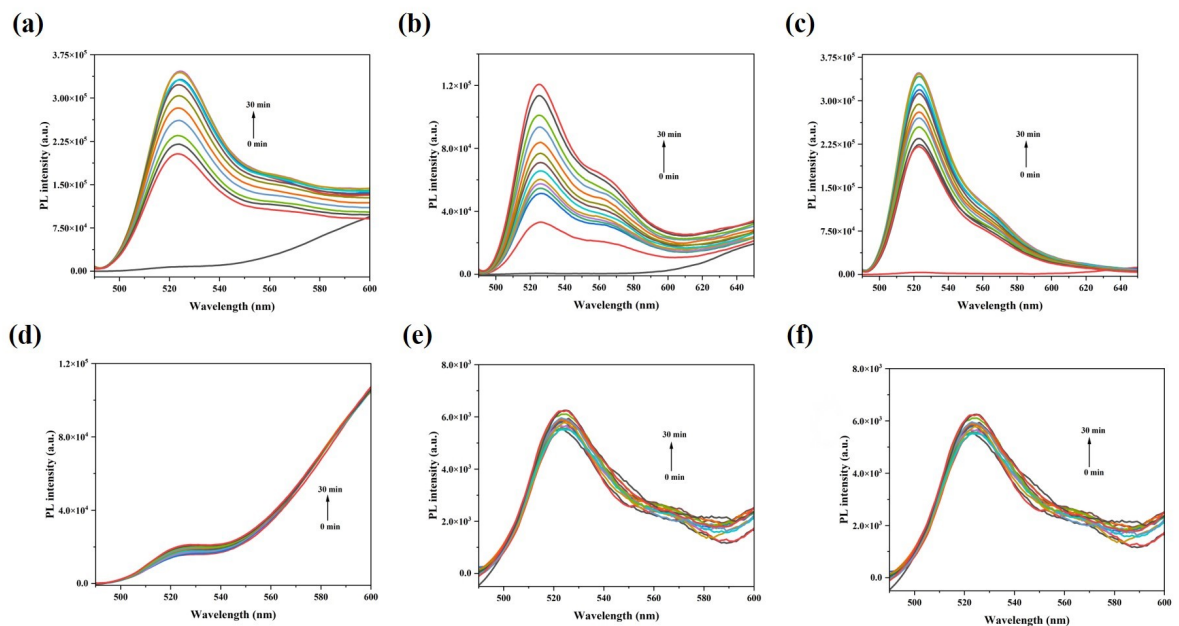 (a)
3.75×10⁵
3.00×10⁵
2.25×10⁵
1.50×10⁵
7.50×10⁴
0.00
PL intensity (a.u.)
30 min
0 min
500 520 540 560 580 600
Wavelength (nm)
(b)
1.2×10⁵
8.0×10⁴
4.0×10⁴
0.0
PL intensity (a.u.)
30 min
0 min
500 510 520 530 540 550 560 570 580 590 600 610 620 630 640
Wavelength (nm)
(c)
3.75×10⁵
3.00×10⁵
2.25×10⁵
1.50×10⁵
7.50×10⁴
0.00
PL intensity (a.u.)
30 min
0 min
500 520 540 560 580 600 620 640
Wavelength (nm)
(d)
1.2×10⁵
8.0×10⁴
4.0×10⁴
0.0
PL intensity (a.u.)
30 min
0 min
500 520 540 560 580 600
Wavelength (nm)
(e)
8.0×10³
6.0×10³
4.0×10³
2.0×10³
0.0
PL intensity (a.u.)
30 min
0 min
500 520 540 560 580 600
Wavelength (nm)
(f)
8.0×10³
6.0×10³
4.0×10³
2.0×10³
0.0
PL intensity (a.u.)
30 min
0 min
500 520 540 560 580 600
Wavelength (nm)